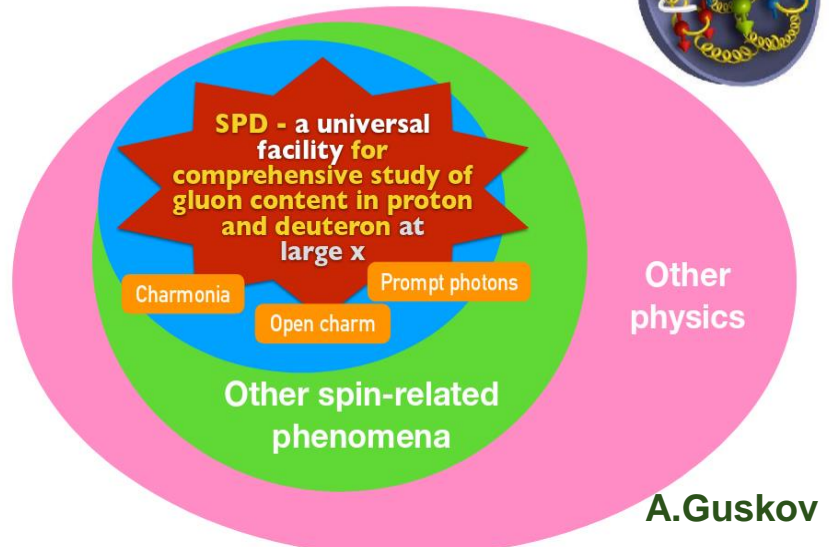 SPD - a universal
facility for
comprehensive study of
gluon content in proton
and deuteron at
large x
Charmonia
Prompt photons
Open charm
Other
physics
Other spin-related
phenomena
A.Guskov